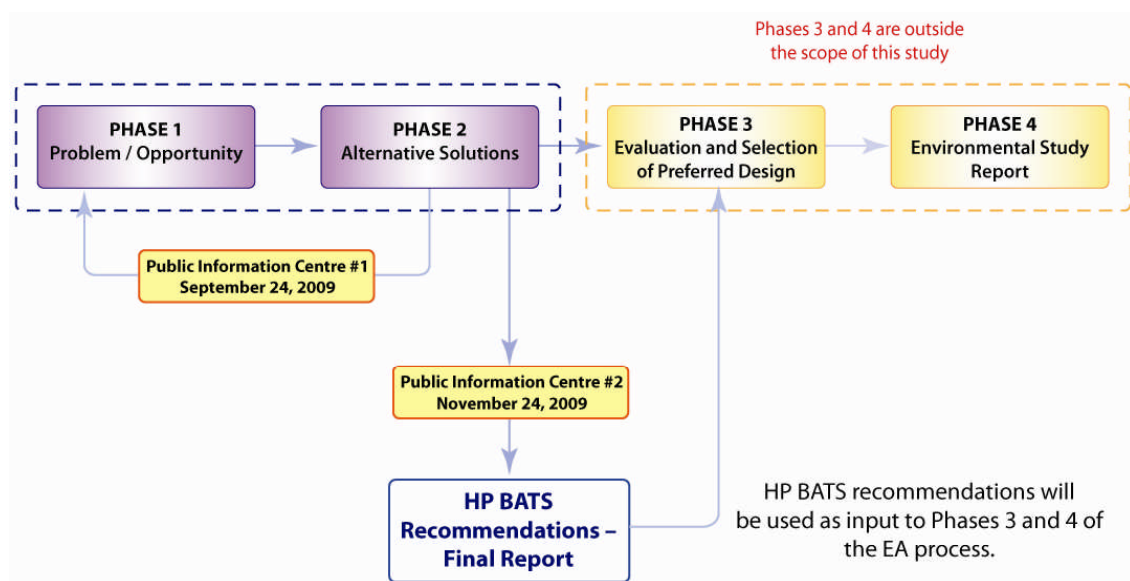 Phases 3 and 4 are outside
the scope of this study
PHASE 1
Problem / Opportunity
PHASE 2
Alternative Solutions
PHASE 3
Evaluation and Selection
of Preferred Design
PHASE 4
Environmental Study
Report
Public Information Centre #1
September 24, 2009
Public Information Centre #2
November 24, 2009
HP BATS
Recommendations –
Final Report
HP BATS recommendations will
be used as input to Phases 3 and 4 of
the EA process.